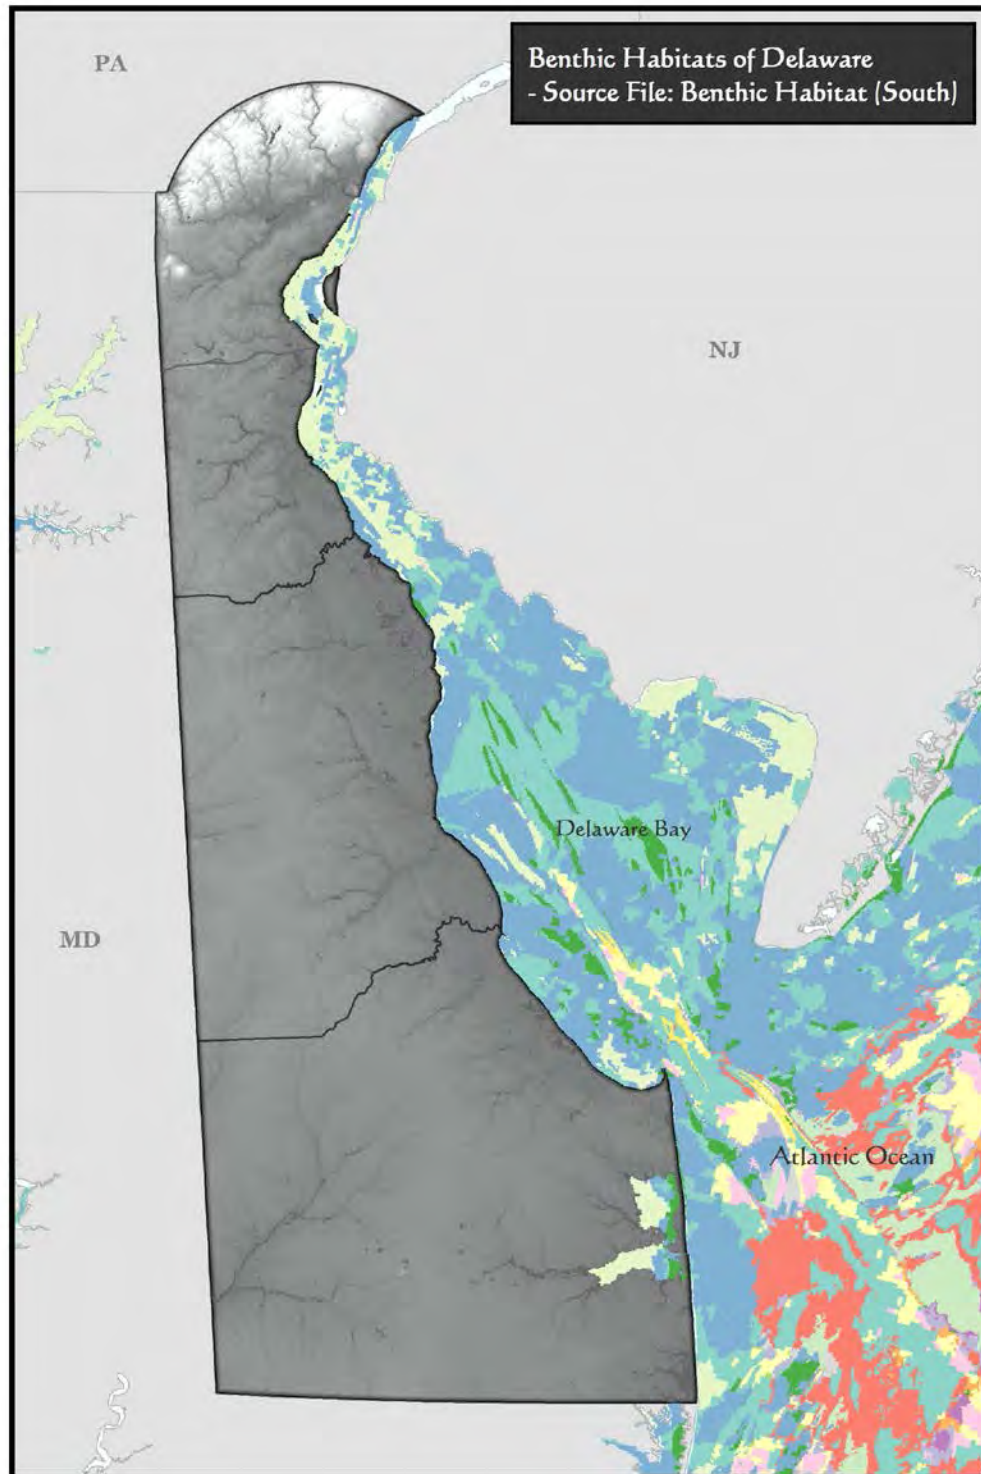 Benthic Habitats of Delaware
- Source File: Benthic Habitat (South)
PA
NJ
Delaware Bay
MD
Atlantic Ocean